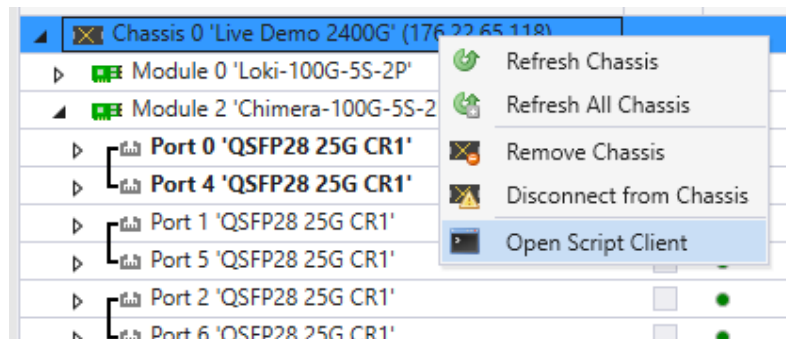 Chassis 0 'Live Demo 2400G' (176.22.65.118)
Module 0 'Loki-100G-5S-2P'
Module 2 'Chimera-100G-5S-2
Port 0 'QSFP28 25G CR1'
Port 4 'QSFP28 25G CR1'
Port 1 'QSFP28 25G CR1'
Port 5 'QSFP28 25G CR1'
Port 2 'QSFP28 25G CR1'
Port 6 'QSFP28 25G CR1'
Refresh Chassis
Refresh All Chassis
Remove Chassis
Disconnect from Chassis
Open Script Client